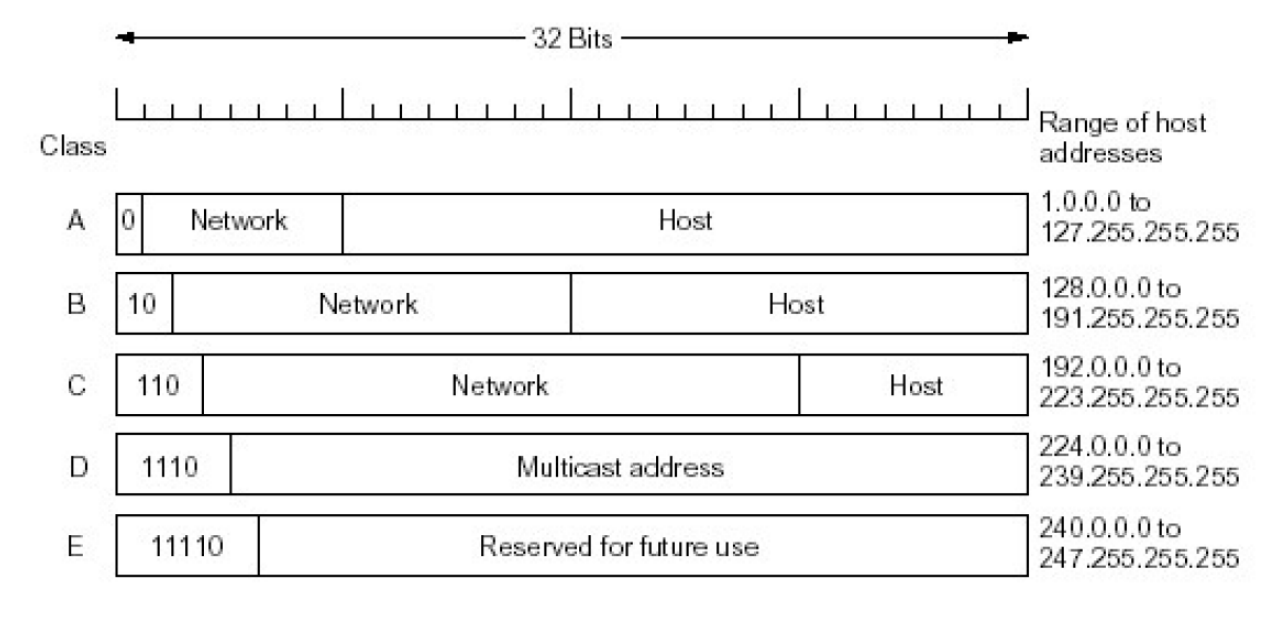 32 Bits
Range of host
addresses
Class
A
0
Network
Host
1.0.0.0 to
127.255.255.255
B
10
Network
Host
128.0.0.0 to
191.255.255.255
C
110
Network
Host
192.0.0.0 to
223.255.255.255
D
1110
Multicast address
224.0.0.0 to
239.255.255.255
E
11110
Reserved for future use
240.0.0.0 to
247.255.255.255